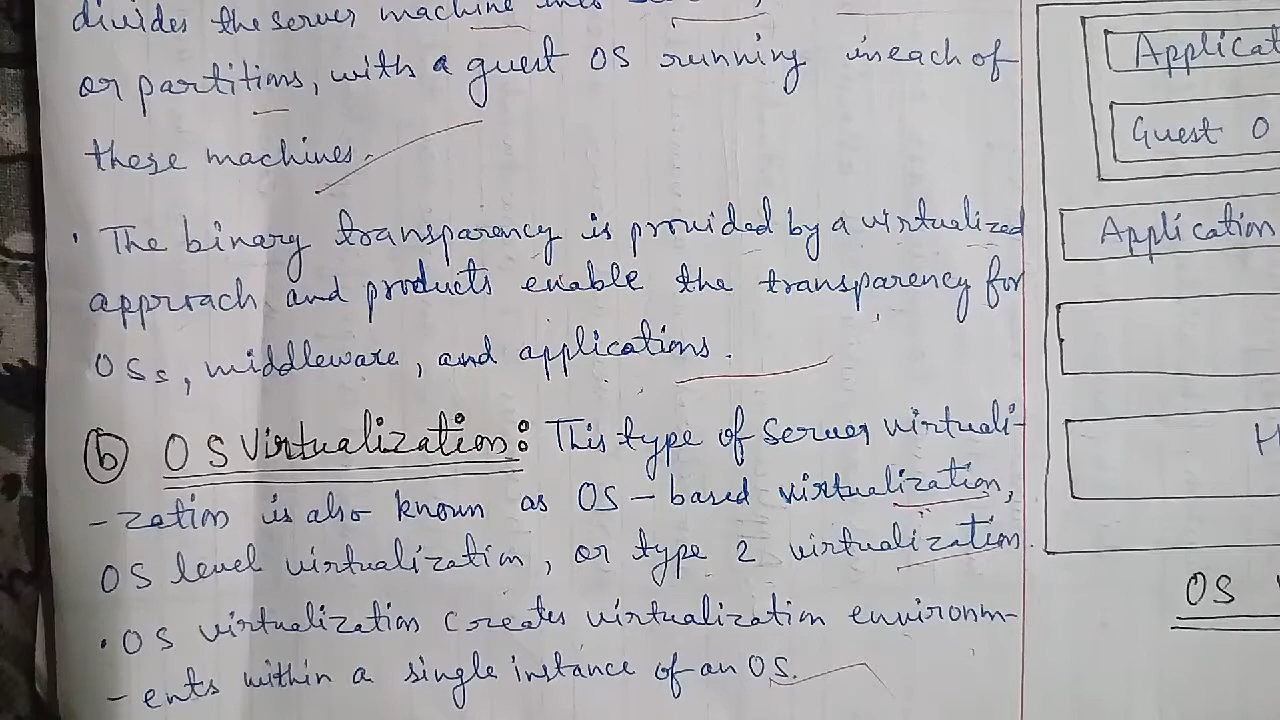 divides the server machine into
or partitions, with a guest OS running in each of
these machines.
· The binary transparency is provided by a virtualized
approach and products enable the transparency for
OSs, middleware, and applications.
(b) OS Virtualization: This type of Server virtuali-
-zation is also known as OS-based virtualization,
OS level virtualization, or type 2 virtualization.
· OS virtualization creates virtualization environm-
-ents within a single instance of an OS.
Applicat
Guest O
Application
H
OS